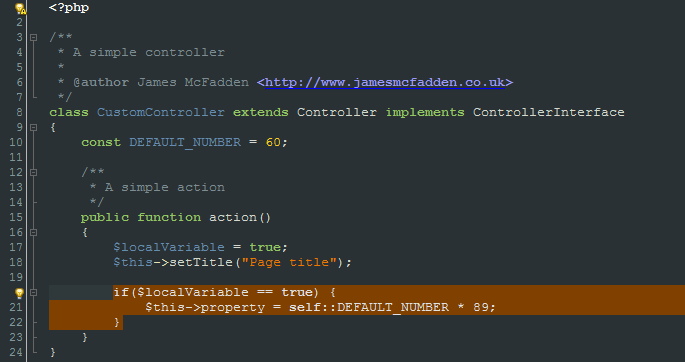 <?php
2
3 /**
4  * A simple controller
5  *
6  * @author James McFadden <http://www.jamesmcfadden.co.uk>
7  */
8 class CustomController extends Controller implements ControllerInterface
9 {
10     const DEFAULT_NUMBER = 60;
11
12     /**
13      * A simple action
14      */
15     public function action()
16     {
17         $localVariable = true;
18         $this->setTitle("Page title");
19
        if($localVariable == true) {
21             $this->property = self::DEFAULT_NUMBER * 89;
22         }
23     }
24 }